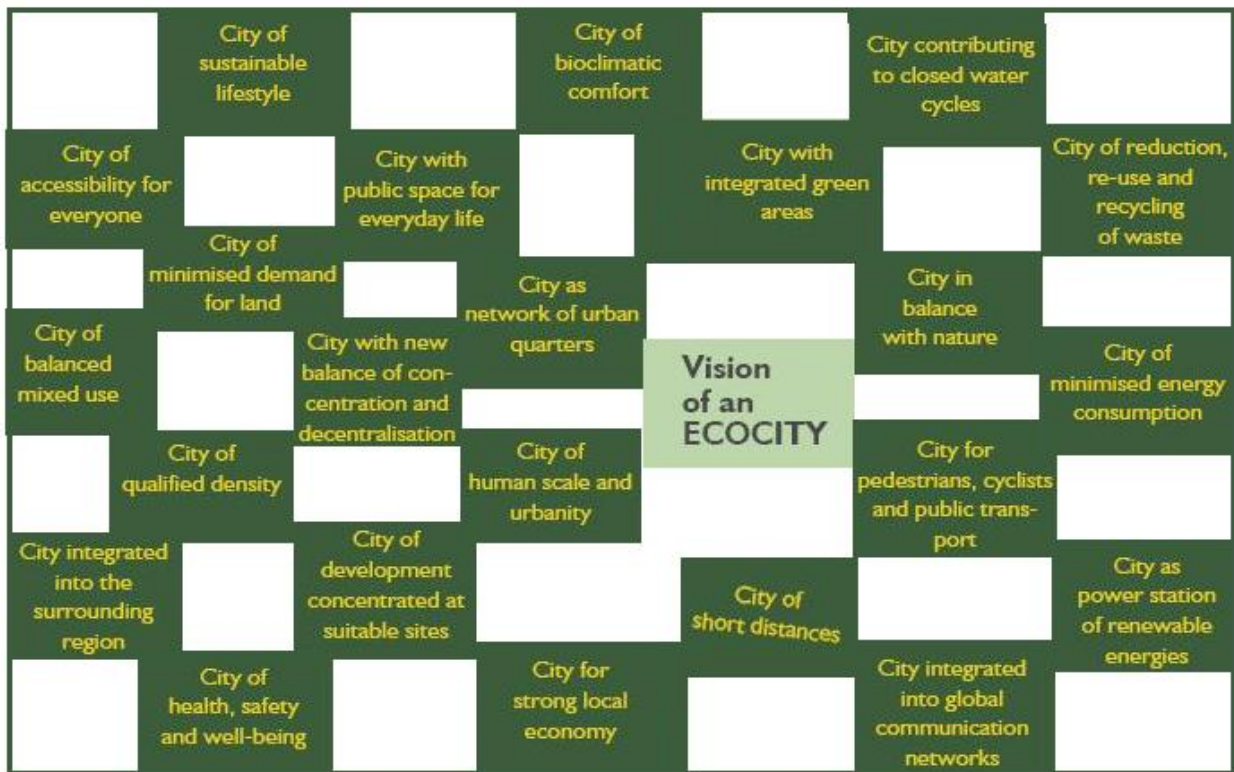 City of
sustainable
lifestyle
City of
bioclimatic
comfort
City contributing
to closed water
cycles
City of
accessibility for
everyone
City with
public space for
everyday life
City with
integrated green
areas
City of reduction,
re-use and
recycling
of waste
City of
minimised demand
for land
City as
network of urban
quarters
City in
balance
with nature
City of
balanced
mixed use
City with new
balance of con-
centration and
decentralisation
Vision
of an
ECOCITY
City of
minimised energy
consumption
City of
qualified density
City of
human scale and
urbanity
City for
pedestrians, cyclists
and public trans-
port
City integrated
into the
surrounding
region
City of
development
concentrated at
suitable sites
City of
short distances
City as
power station
of renewable
energies
City of
health, safety
and well-being
City for
strong local
economy
City integrated
into global
communication
networks